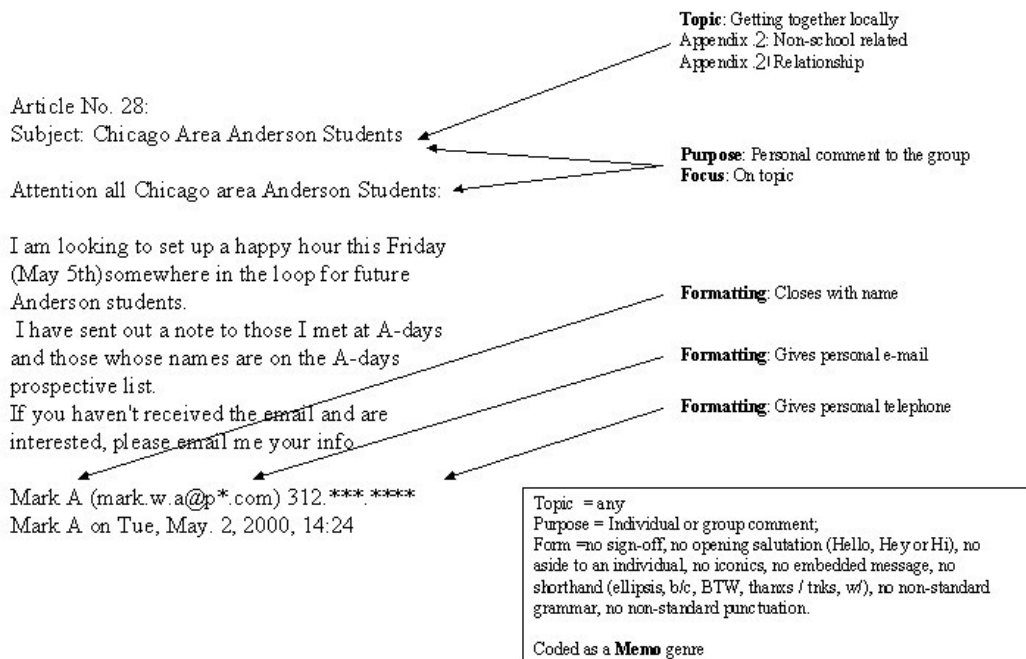 Topic: Getting together locally
Appendix .2: Non-school related
Appendix .2! Relationship
Article No. 28:
Subject: Chicago Area Anderson Students
Purpose: Personal comment to the group
Focus: On topic
Attention all Chicago area Anderson Students:
I am looking to set up a happy hour this Friday
(May 5th)somewhere in the loop for future
Anderson students.
I have sent out a note to those I met at A-days
and those whose names are on the A-days
prospective list.
If you haven't received the email and are
interested, please email me your info
Formatting: Closes with name
Formatting: Gives personal e-mail
Formatting: Gives personal telephone
Mark A (mark.w.a@p*.com) 312.***.****
Mark A on Tue, May. 2, 2000, 14:24
Topic = any
Purpose = Individual or group comment;
Form =no sign-off, no opening salutation (Hello, Hey or Hi), no
aside to an individual, no iconics, no embedded message, no
shorthand (ellipsis, b/c, BTW, thanxs / tnks, w/), no non-standard
grammar, no non-standard punctuation.
Coded as a Memo genre